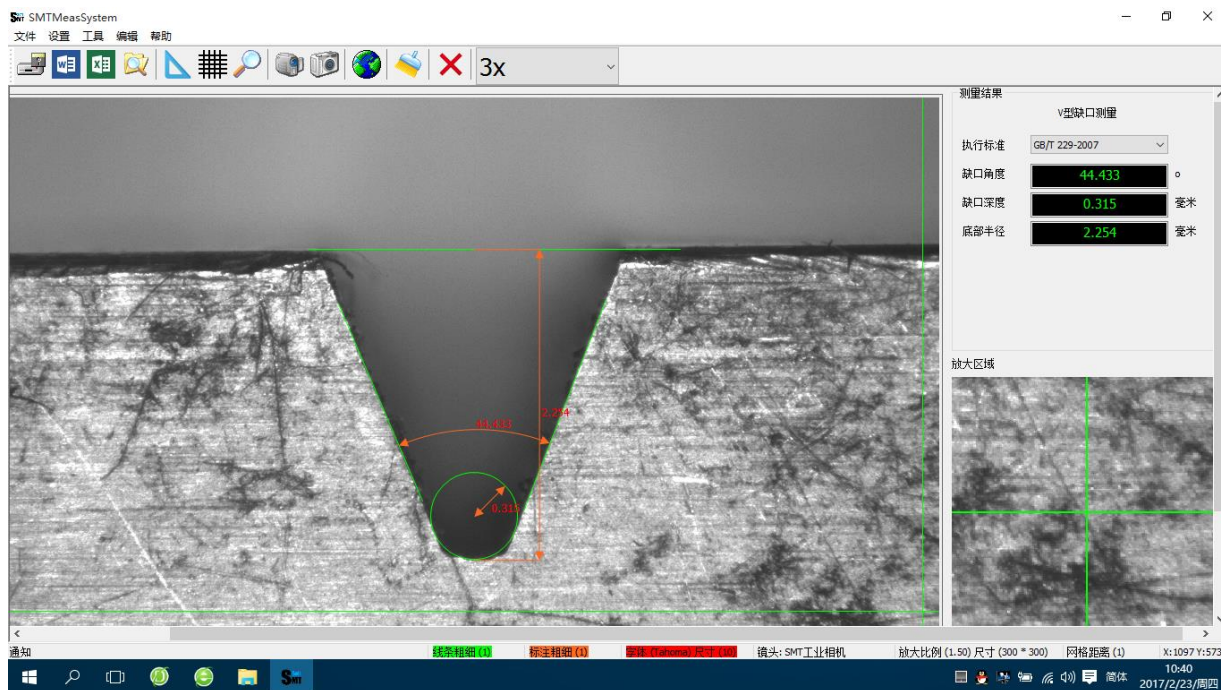 SMT SMTMeasSystem
文件 设置 工具 编辑 帮助
3x
测量结果
V型缺口测量
执行标准 GB/T 229-2007
缺口角度 44.433 °
缺口深度 0.315 毫米
底部半径 2.254 毫米
2.254
44.433
0.315
放大区域
通知 线条粗细 (1) 标注粗细 (1) 字体 (Tahoma) 尺寸 (10) 镜头: SMT工业相机 放大比例 (1.50) 尺寸 (300 * 300) 网格距离 (1) X:1097 Y:573
SMT 简体 10:40
2017/2/23/周四